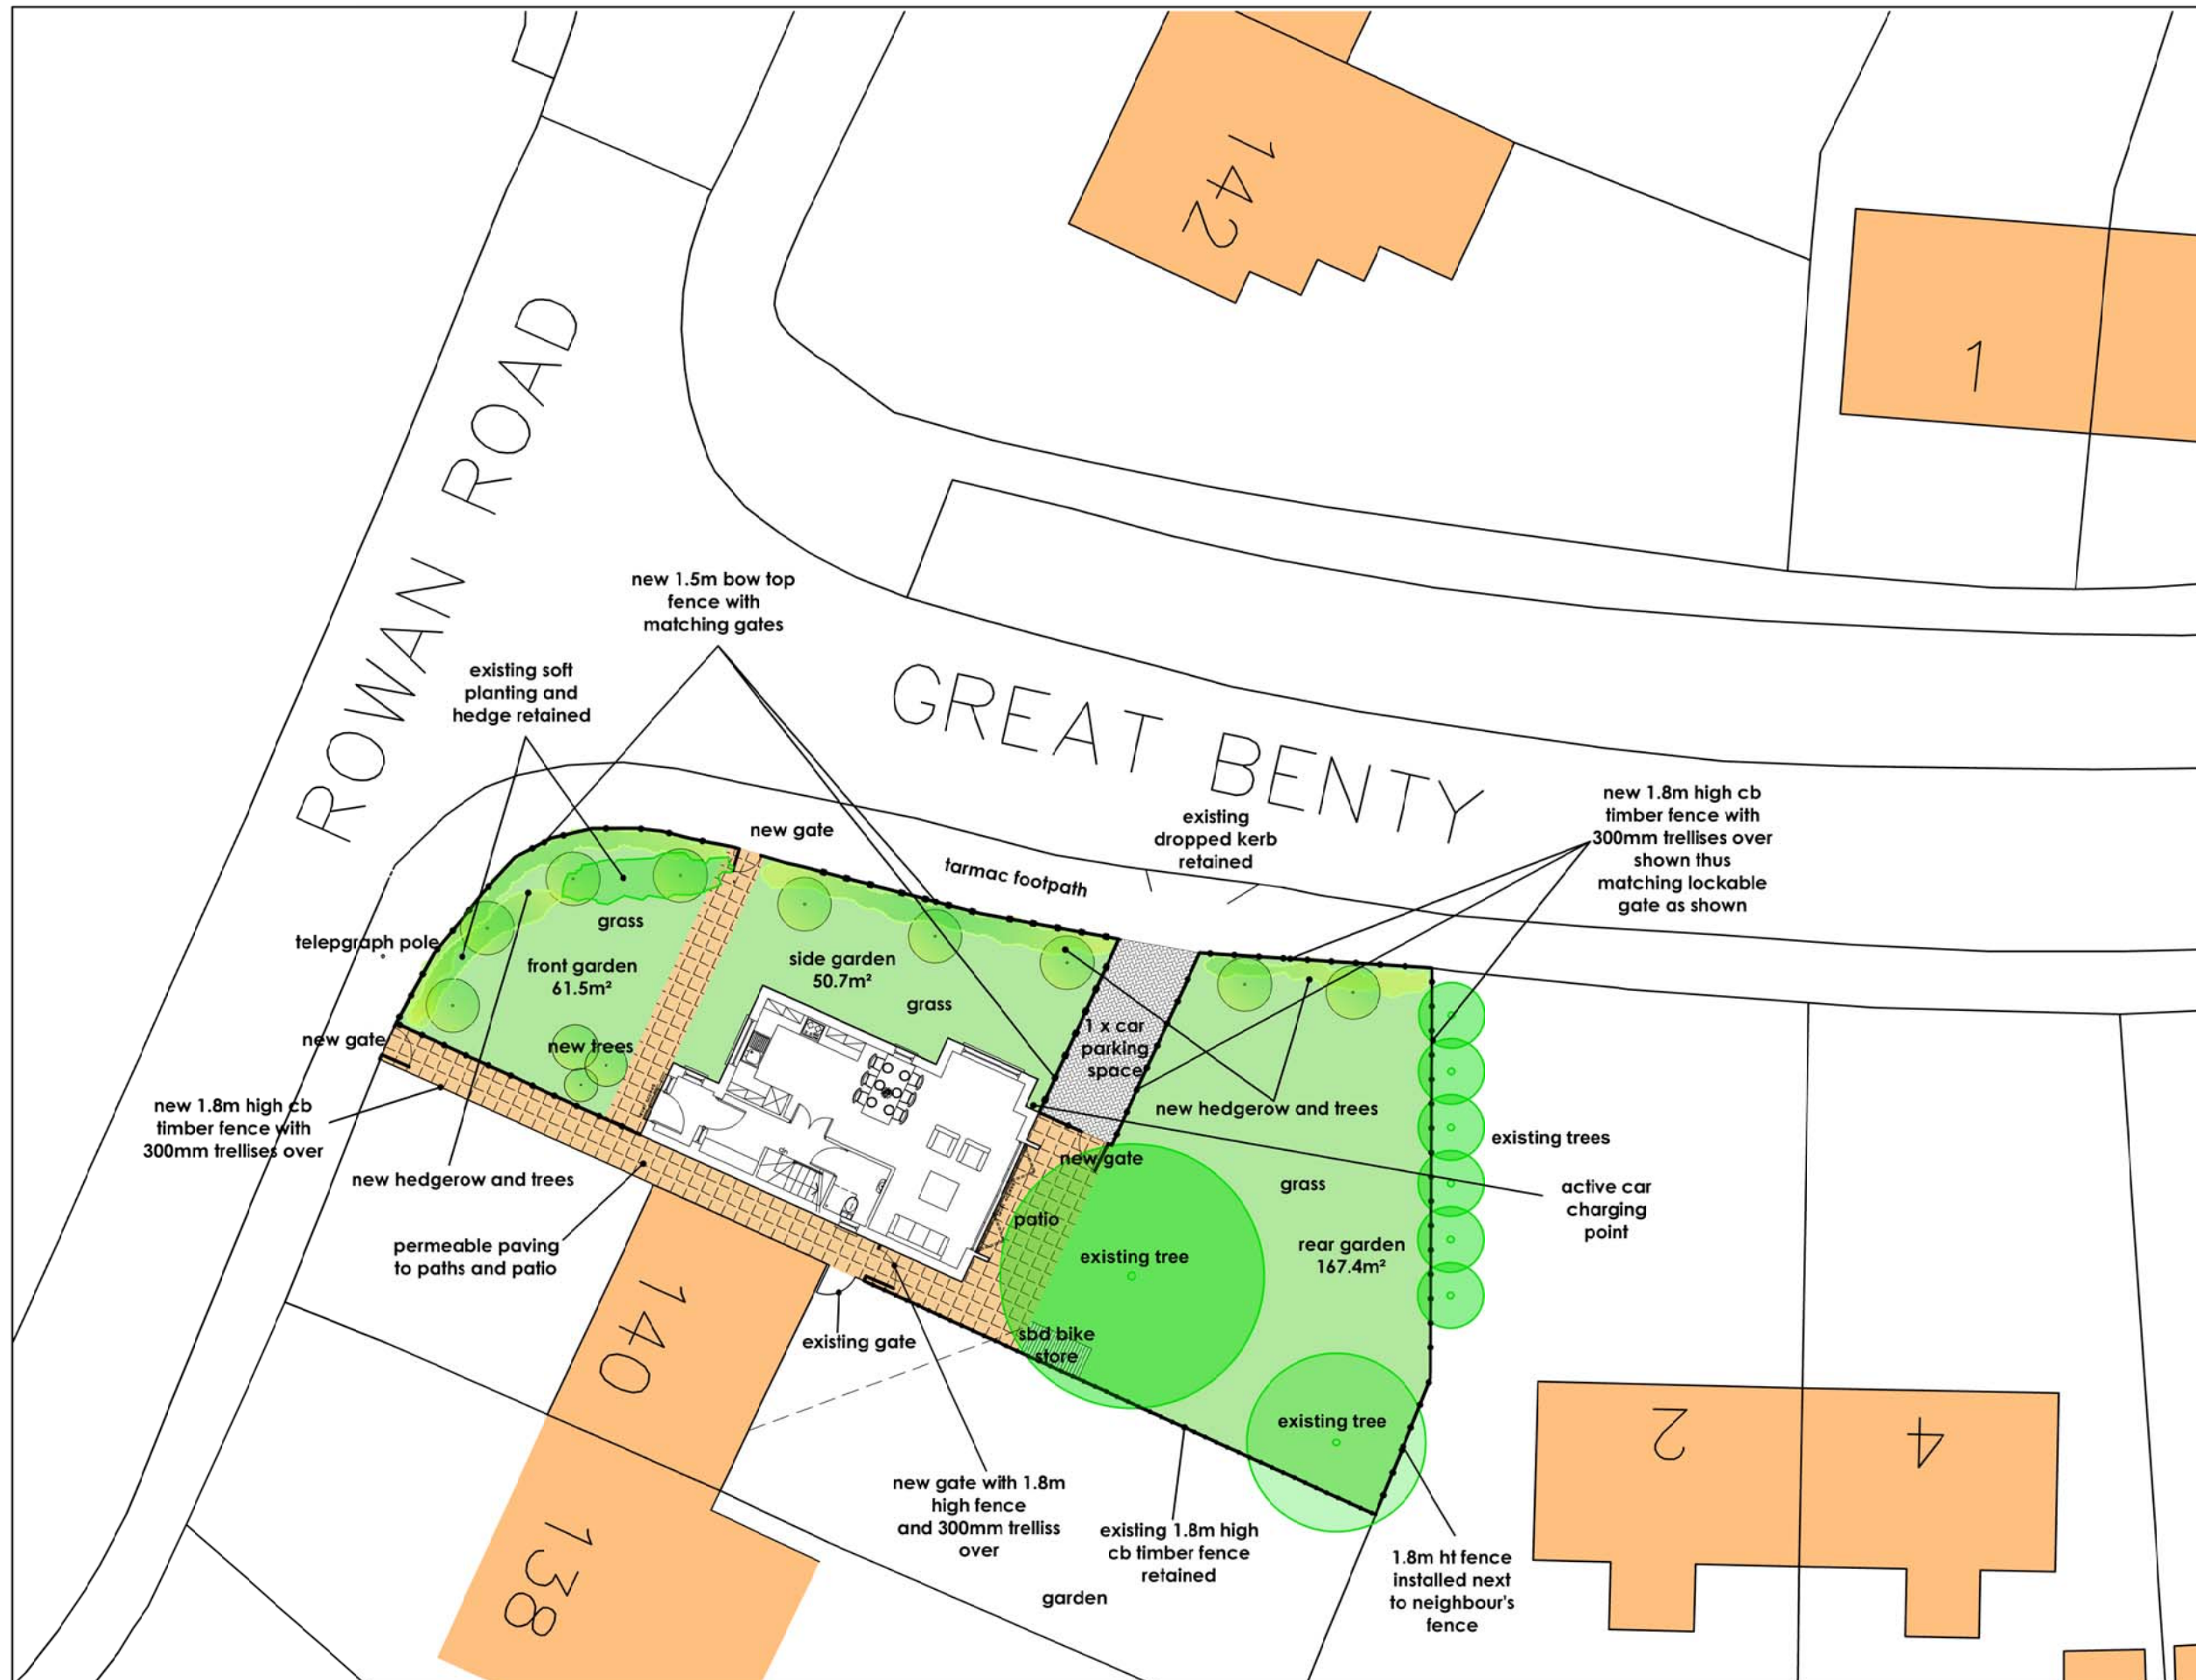 142
1
ROWAN ROAD
new 1.5m bow top
fence with
matching gates
existing soft
planting and
hedge retained
GREAT BENTY
new 1.8m high cb
timber fence with
300mm trellises over
shown thus
matching lockable
gate as shown
existing
dropped kerb
retained
new gate
tarmac footpath
grass
telepgraph pole
front garden
61.5m²
side garden
50.7m²
grass
1 x car
parking
space
new gate
new trees
new 1.8m high cb
timber fence with
300mm trellises over
new hedgerow and trees
new hedgerow and trees
existing trees
new gate
grass
active car
charging
point
permeable paving
to paths and patio
patio
existing tree
rear garden
167.4m²
140
existing gate
sbd bike
store
existing tree
2
4
new gate with 1.8m
high fence
and 300mm trelliss
over
existing 1.8m high
cb timber fence
retained
1.8m ht fence
installed next
to neighbour's
fence
138
garden